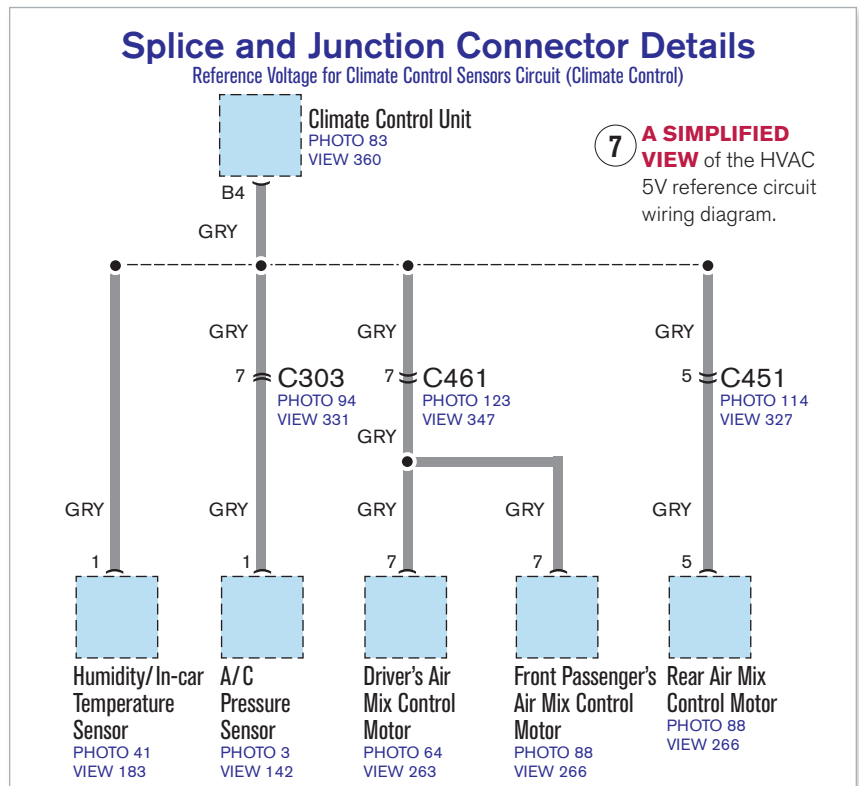 Splice and Junction Connector Details
Reference Voltage for Climate Control Sensors Circuit (Climate Control)
Climate Control Unit
PHOTO 83
VIEW 360
7
A SIMPLIFIED
VIEW of the HVAC
5V reference circuit
wiring diagram.
B4
GRY
GRY
GRY
GRY
7
C303
PHOTO 94
VIEW 331
7
C461
PHOTO 123
VIEW 347
5
C451
PHOTO 114
VIEW 327
GRY
GRY
GRY
GRY
GRY
GRY
1
1
7
7
5
Humidity/In-car
Temperature
Sensor
PHOTO 41
VIEW 183
A/C
Pressure
Sensor
PHOTO 3
VIEW 142
Driver's Air
Mix Control
Motor
PHOTO 64
VIEW 263
Front Passenger's
Air Mix Control
Motor
PHOTO 88
VIEW 266
Rear Air Mix
Control Motor
PHOTO 88
VIEW 266